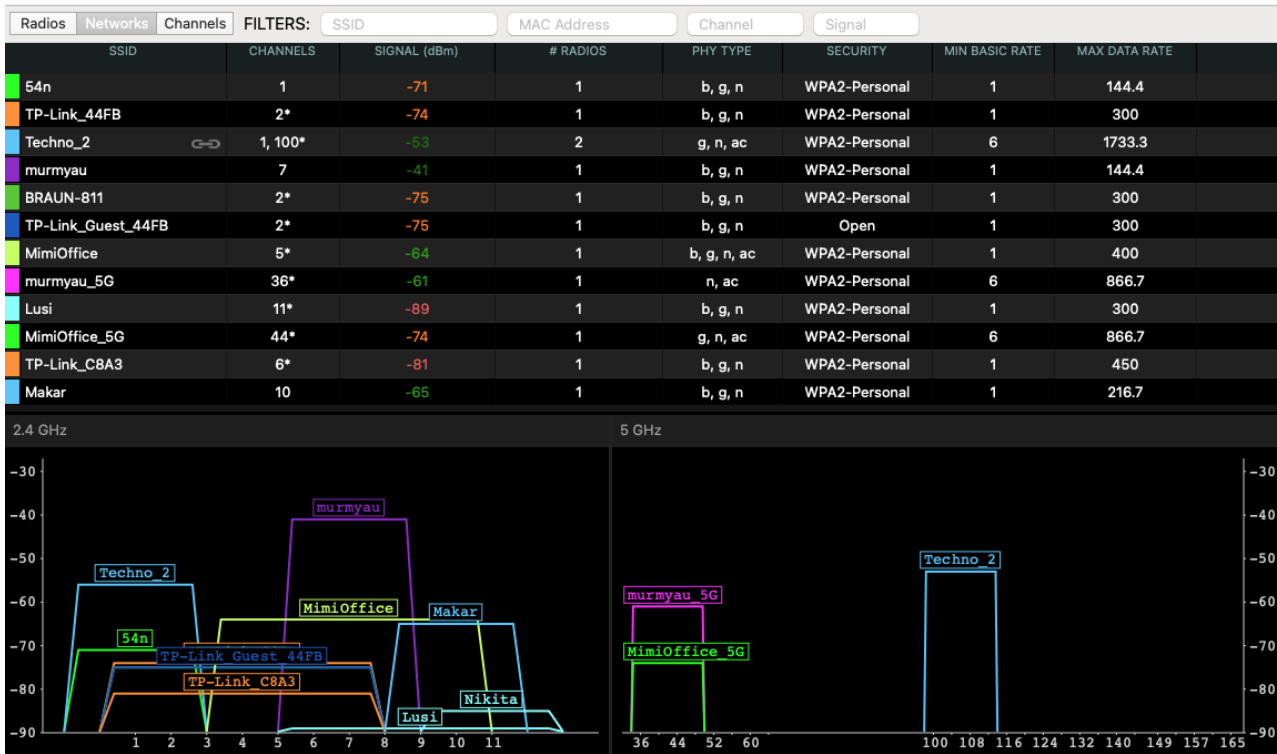 Radios Networks Channels FILTERS: SSID MAC Address Channel Signal
SSID CHANNELS SIGNAL (dBm) # RADIOS PHY TYPE SECURITY MIN BASIC RATE MAX DATA RATE
54n 1 -71 1 b, g, n WPA2-Personal 1 144.4
TP-Link_44FB 2* -74 1 b, g, n WPA2-Personal 1 300
Techno_2 1, 100* -53 2 g, n, ac WPA2-Personal 6 1733.3
murmyau 7 -41 1 b, g, n WPA2-Personal 1 144.4
BRAUN-811 2* -75 1 b, g, n WPA2-Personal 1 300
TP-Link_Guest_44FB 2* -75 1 b, g, n Open 1 300
MimiOffice 5* -64 1 b, g, n, ac WPA2-Personal 1 400
murmyau_5G 36* -61 1 n, ac WPA2-Personal 6 866.7
Lusi 11* -89 1 b, g, n WPA2-Personal 1 300
MimiOffice_5G 44* -74 1 g, n, ac WPA2-Personal 6 866.7
TP-Link_C8A3 6* -81 1 b, g, n WPA2-Personal 1 450
Makar 10 -65 1 b, g, n WPA2-Personal 1 216.7
2.4 GHz 5 GHz
-30 -30
murmyau
-40 -40
-50 -50
Techno_2 Techno_2
-60 MimiOffice Makar murmyau_5G -60
54n
-70 TP-Link_Guest_44FB MimiOffice_5G -70
TP-Link_C8A3
-80 -80
Nikita
Lusi
-90 -90
1 2 3 4 5 6 7 8 9 10 11 36 44 52 60 100 108 116 124 132 140 149 157 165